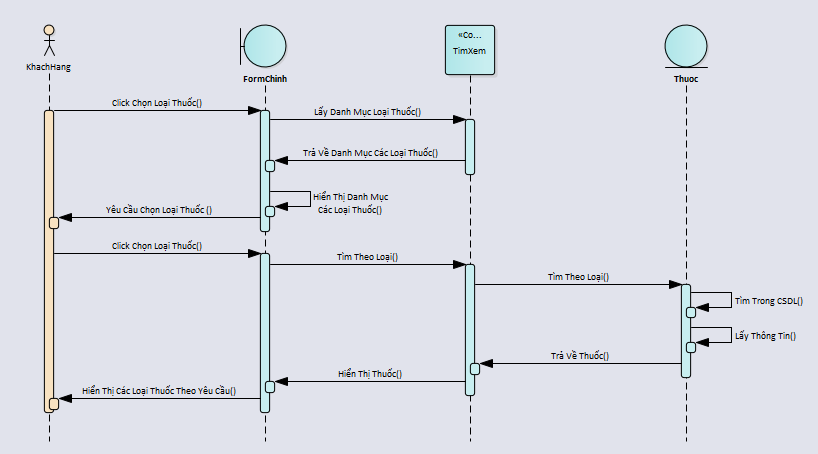 «Co...
TimXem
KhachHang
FormChinh
Thuoc
Click Chọn Loại Thuốc()
Lấy Danh Mục Loại Thuốc()
Trả Về Danh Mục Các Loại Thuốc()
Hiển Thị Danh Mục
Các Loại Thuốc()
Yêu Cầu Chọn Loại Thuốc ()
Click Chọn Loại Thuốc()
Tìm Theo Loại()
Tìm Theo Loại()
Tìm Trong CSDL()
Lấy Thông Tin()
Trả Về Thuốc()
Hiển Thị Thuốc()
Hiển Thị Các Loại Thuốc Theo Yêu Cầu()